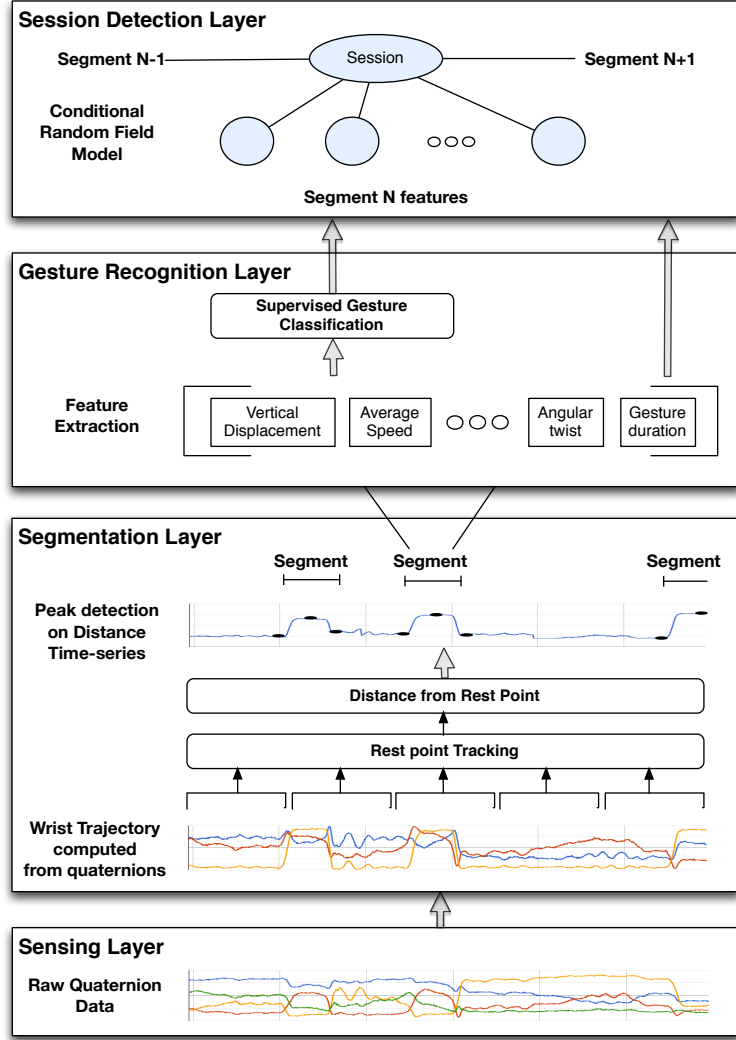 Session Detection Layer
Segment N-1
Session
Segment N+1
Conditional
Random Field
Model
Segment N features
Gesture Recognition Layer
Supervised Gesture
Classification
Feature
Extraction
Vertical
Displacement
Average
Speed
Angular
twist
Gesture
duration
Segmentation Layer
Segment
Segment
Segment
Peak detection
on Distance
Time-series
Distance from Rest Point
Rest point Tracking
Wrist Trajectory
computed
from quaternions
Sensing Layer
Raw Quaternion
Data